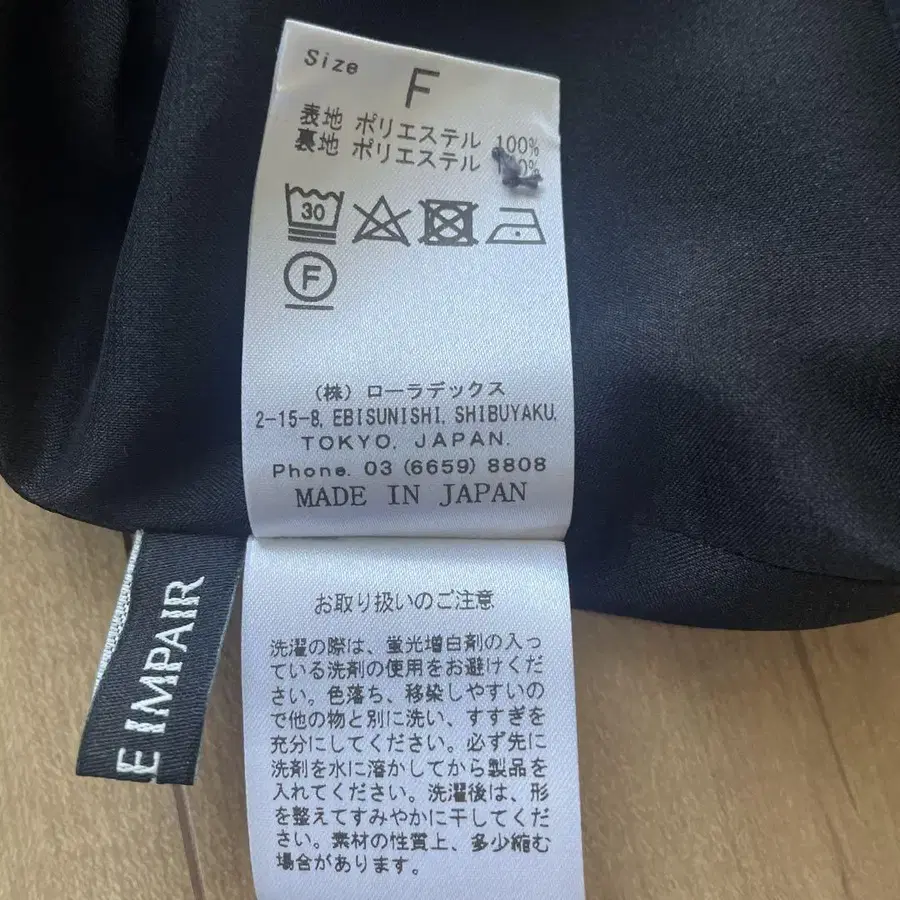 Size F
表地 ポリエステル 100%
裏地 ポリエステル
30
F
(株) ローラデックス
2-15-8, EBISUNISHI, SHIBUYAKU,
TOKYO, JAPAN.
Phone. 03 (6659) 8808
MADE IN JAPAN
E IMPAIR
お取り扱いのご注意
洗濯の際は、蛍光増白剤の入っ
ている洗剤の使用をお避けくだ
さい。色落ち、移染しやすいの
で他の物と別に洗い、すすぎを
充分にしてください。必ず先に
洗剤を水に溶かしてから製品を
入れてください。洗濯後は、形
を整えてすみやかに干してくだ
さい。素材の性質上、多少縮む
場合があります。